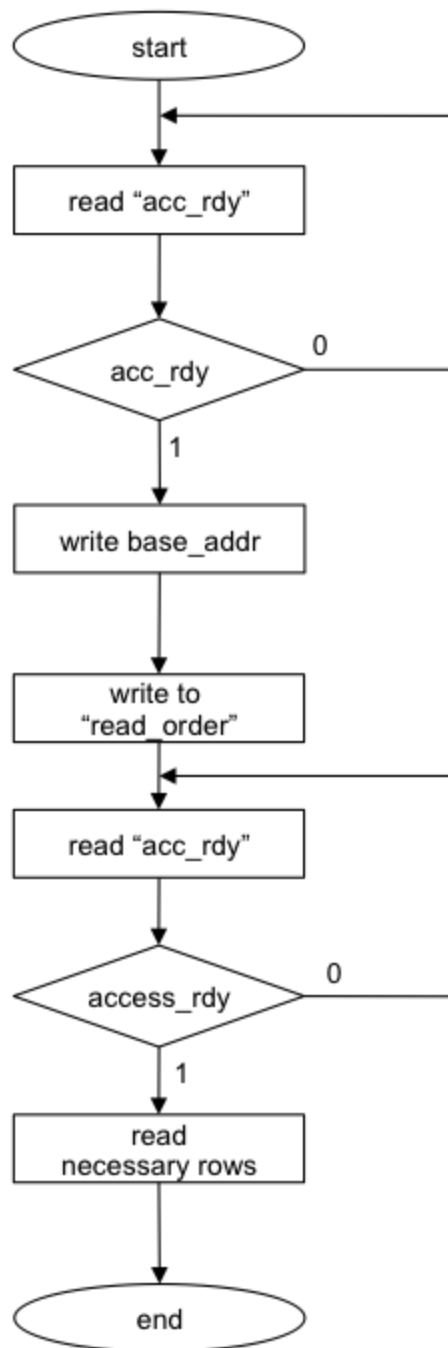 start
read “acc_rdy”
acc_rdy
0
1
write base_addr
write to
“read_order”
read “acc_rdy”
access_rdy
0
1
read
necessary rows
end